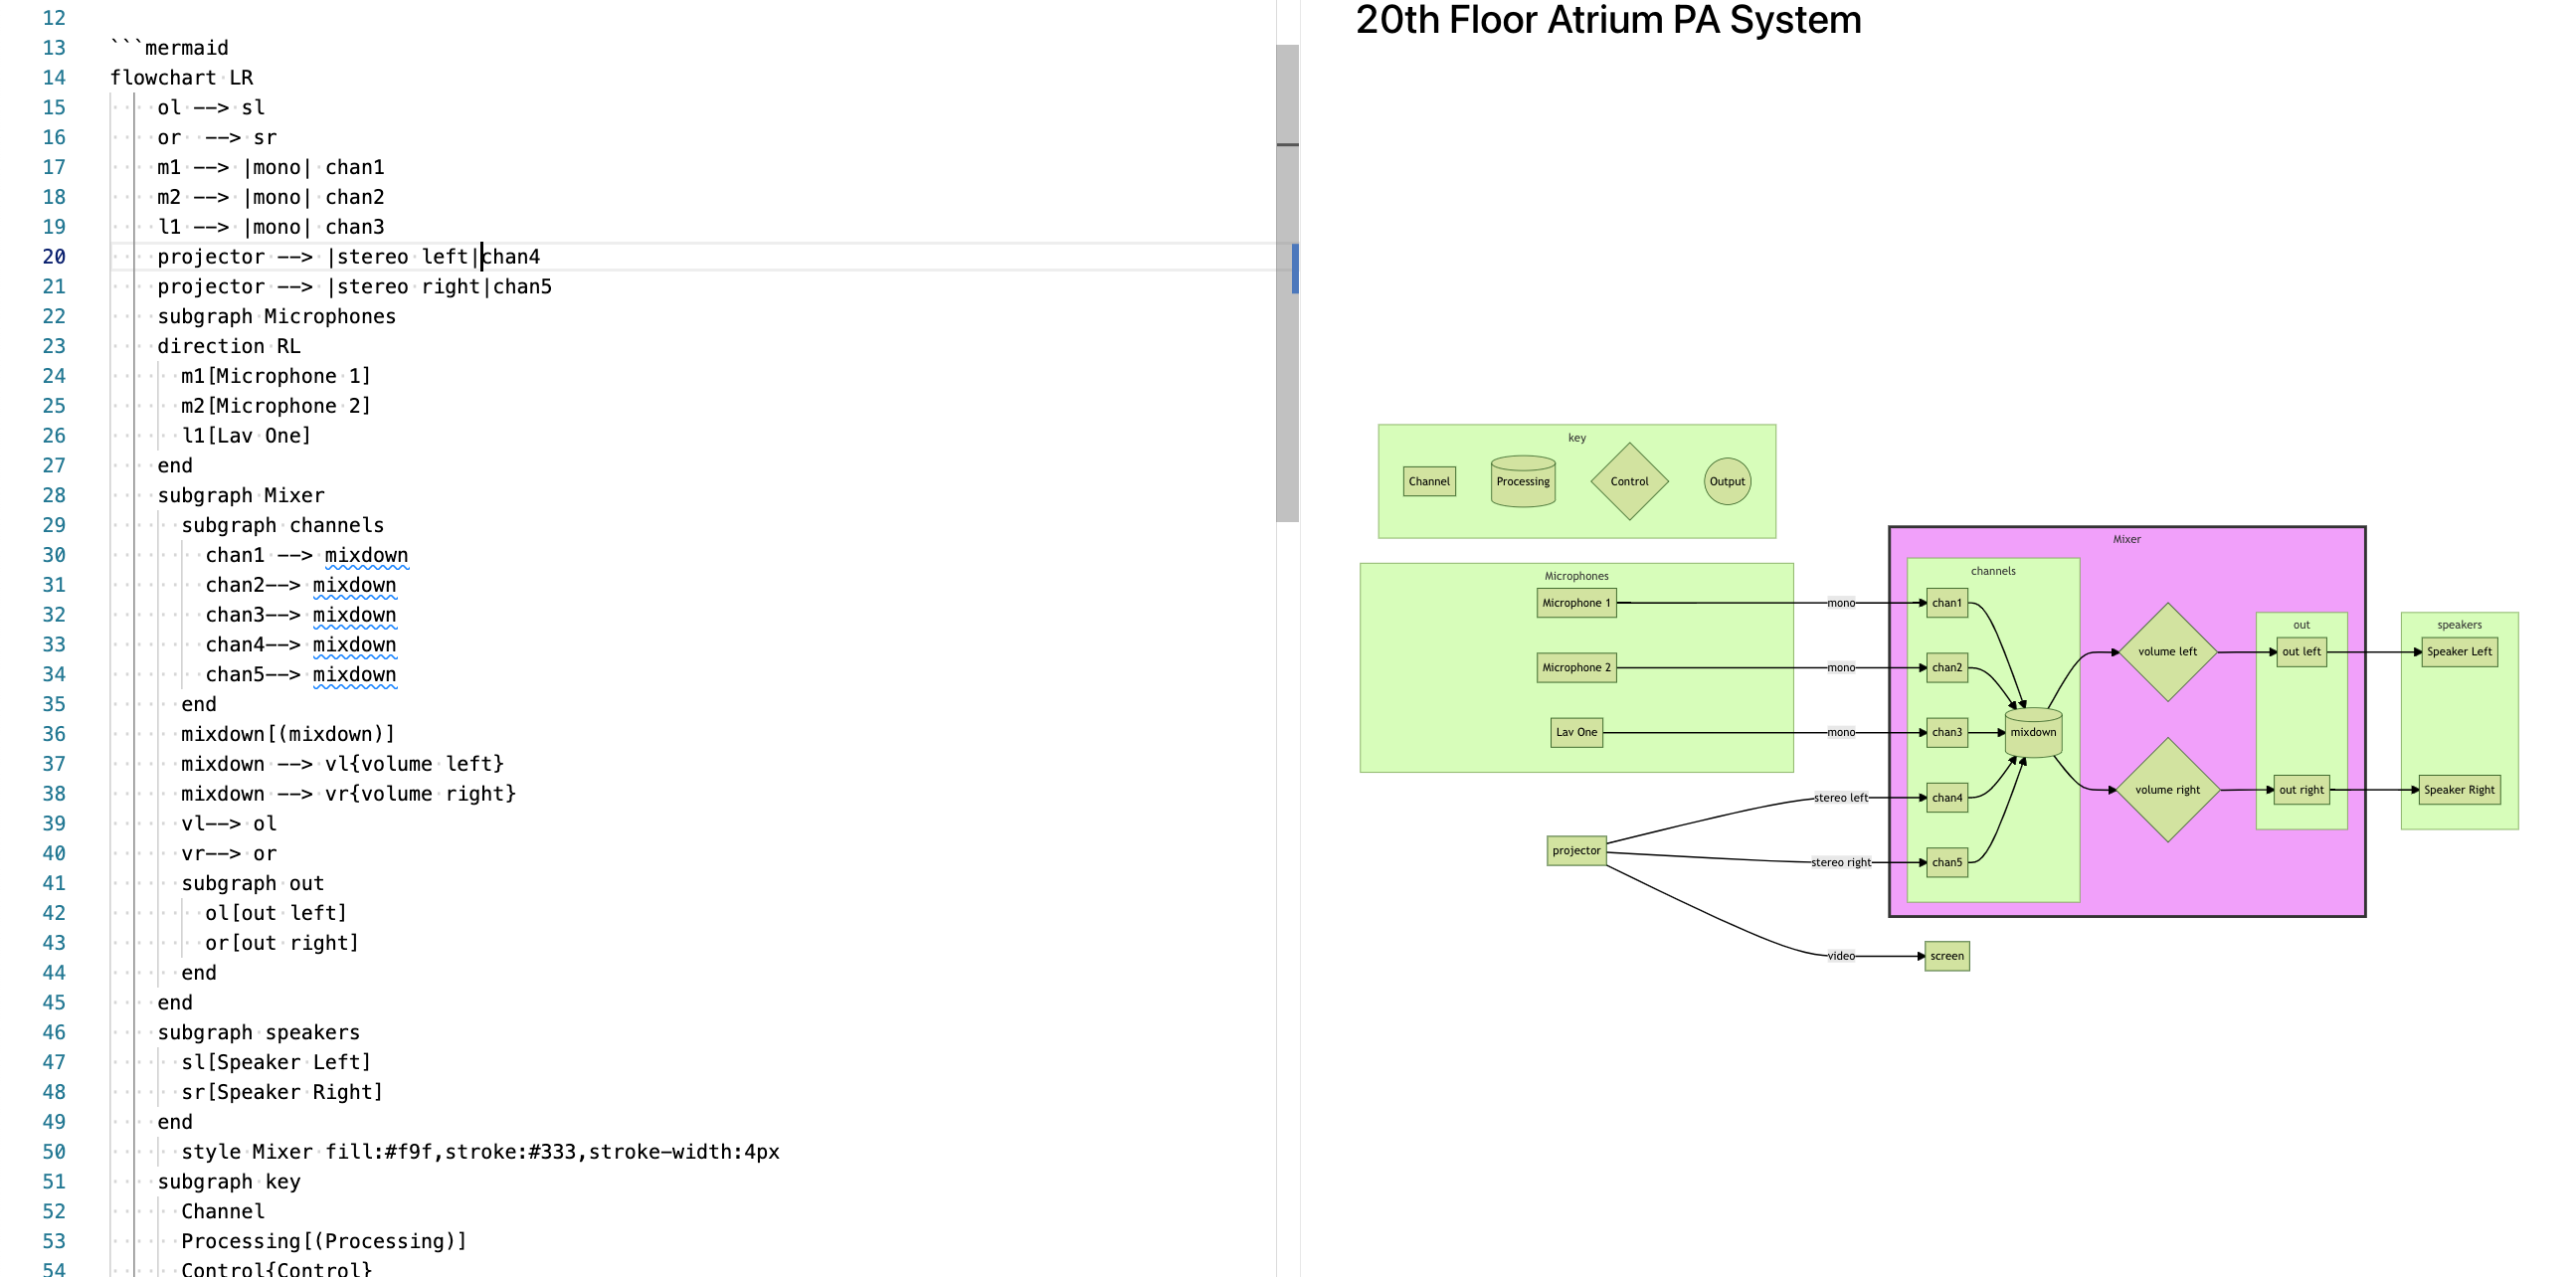 12
13 ```mermaid
14 flowchart LR
15 ol --> sl
16 or  --> sr
17 m1 --> |mono| chan1
18 m2 --> |mono| chan2
19 l1 --> |mono| chan3
20 projector --> |stereo left|chan4
21 projector --> |stereo right|chan5
22 subgraph Microphones
23 direction RL
24 m1[Microphone 1]
25 m2[Microphone 2]
26 l1[Lav One]
27 end
28 subgraph Mixer
29 subgraph channels
30 chan1 --> mixdown
31 chan2--> mixdown
32 chan3--> mixdown
33 chan4--> mixdown
34 chan5--> mixdown
35 end
36 mixdown[(mixdown)]
37 mixdown --> vl{volume left}
38 mixdown --> vr{volume right}
39 vl--> ol
40 vr--> or
41 subgraph out
42 ol[out left]
43 or[out right]
44 end
45 end
46 subgraph speakers
47 sl[Speaker Left]
48 sr[Speaker Right]
49 end
50 style Mixer fill:#f9f,stroke:#333,stroke-width:4px
51 subgraph key
52 Channel
53 Processing[(Processing)]
54 Control{Control}
20th Floor Atrium PA System
key
Channel
Processing
Control
Output
Microphones
Microphone 1
Microphone 2
Lav One
projector
mono
mono
mono
stereo left
stereo right
video
screen
Mixer
channels
chan1
chan2
chan3
chan4
chan5
mixdown
volume left
volume right
out
out left
out right
speakers
Speaker Left
Speaker Right